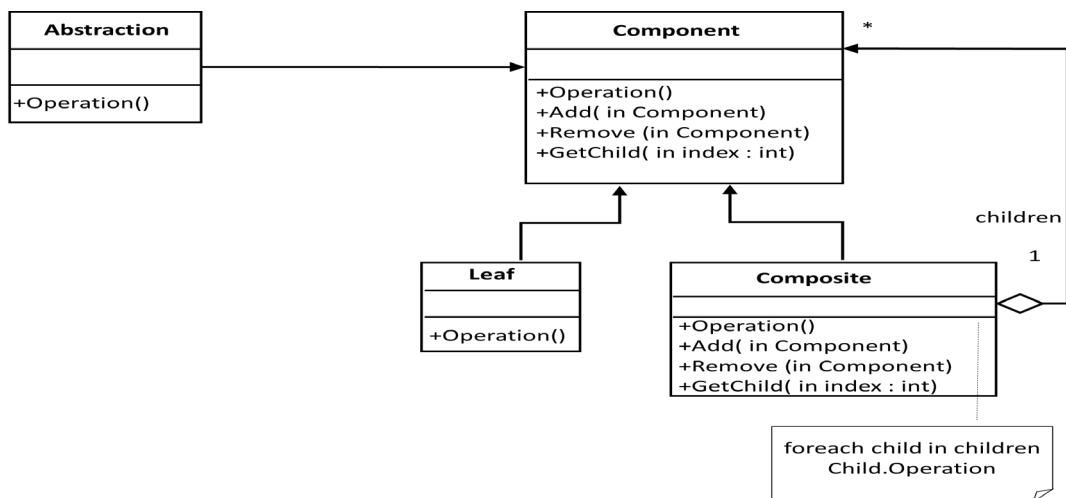 Abstraction
+Operation()
Component
+Operation()
+Add( in Component)
+Remove (in Component)
+GetChild( in index : int)
*
children
1
Leaf
+Operation()
Composite
+Operation()
+Add( in Component)
+Remove (in Component)
+GetChild( in index : int)
foreach child in children
Child.Operation